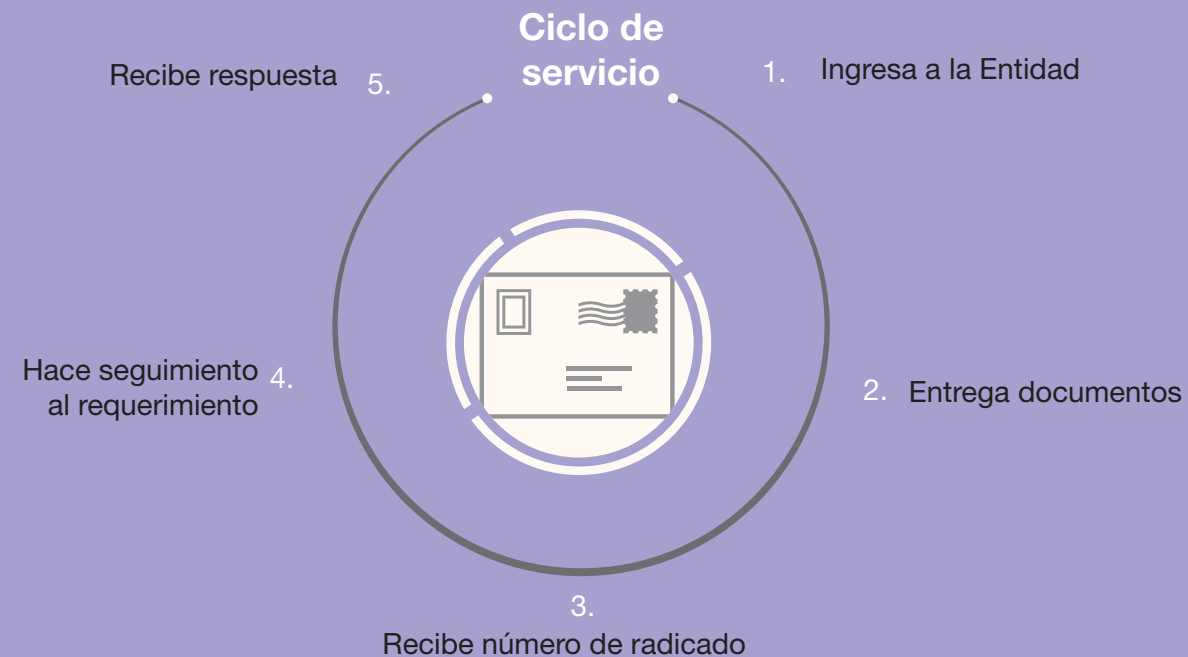 Ciclo de
servicio
1. Ingresa a la Entidad
2. Entrega documentos
3.
Recibe número de radicado
Hace seguimiento 4.
al requerimiento
Recibe respuesta 5.